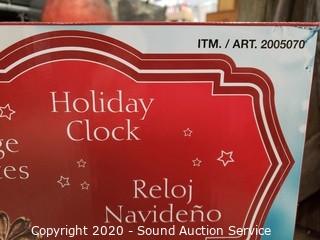 ITM. / ART. 2005070
Holiday
Clock
Reloj
Navideño
Copyright 2020 - Sound Auction Service